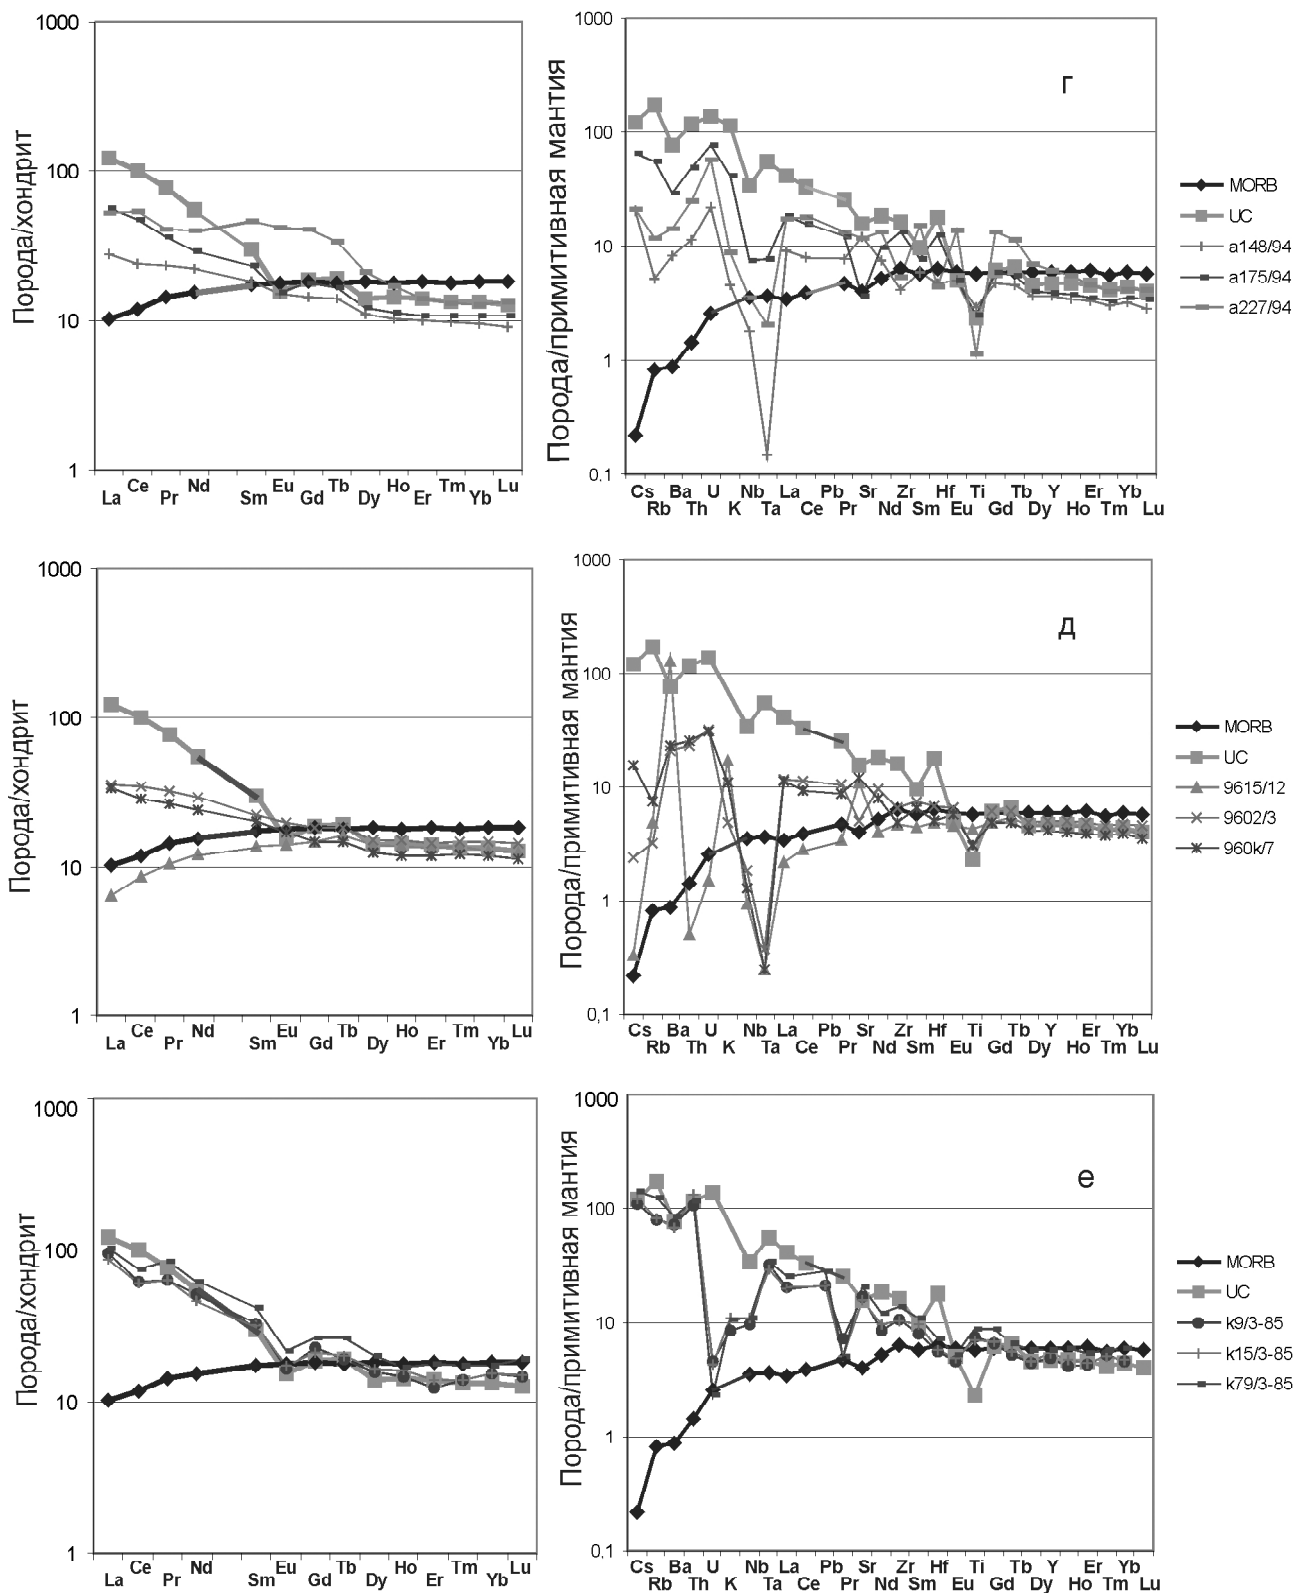 1000
100
10
1
Порода/хондрит
La Ce Pr Nd Sm Eu Gd Tb Dy Ho Er Tm Yb Lu
1000
100
10
1
0.1
Порода/примитивная мантия
г
Cs Rb Ba Th U K Nb Ta La Ce Pb Pr Sr Nd Zr Sm Hf Eu Ti Gd Tb Dy Y Ho Er Tm Yb Lu
MORB
UC
a148/94
a175/94
a227/94
1000
100
10
1
Порода/хондрит
La Ce Pr Nd Sm Eu Gd Tb Dy Ho Er Tm Yb Lu
1000
100
10
1
0,1
Порода/примитивная мантия
д
Cs Rb Ba Th U K Nb Ta La Ce Pb Pr Sr Nd Zr Sm Hf Eu Ti Gd Tb Dy Y Ho Er Tm Yb Lu
MORB
UC
9615/12
9602/3
960k/7
1000
100
10
1
Порода/хондрит
La Ce Pr Nd Sm Eu Gd Tb Dy Ho Er Tm Yb Lu
1000
100
10
1
0,1
Порода/примитивная мантия
е
Cs Rb Ba Th U K Nb Ta La Ce Pb Pr Sr Nd Zr Sm Hf Eu Ti Gd Tb Dy Y Ho Er Tm Yb Lu
MORB
UC
k9/3-85
k15/3-85
k79/3-85